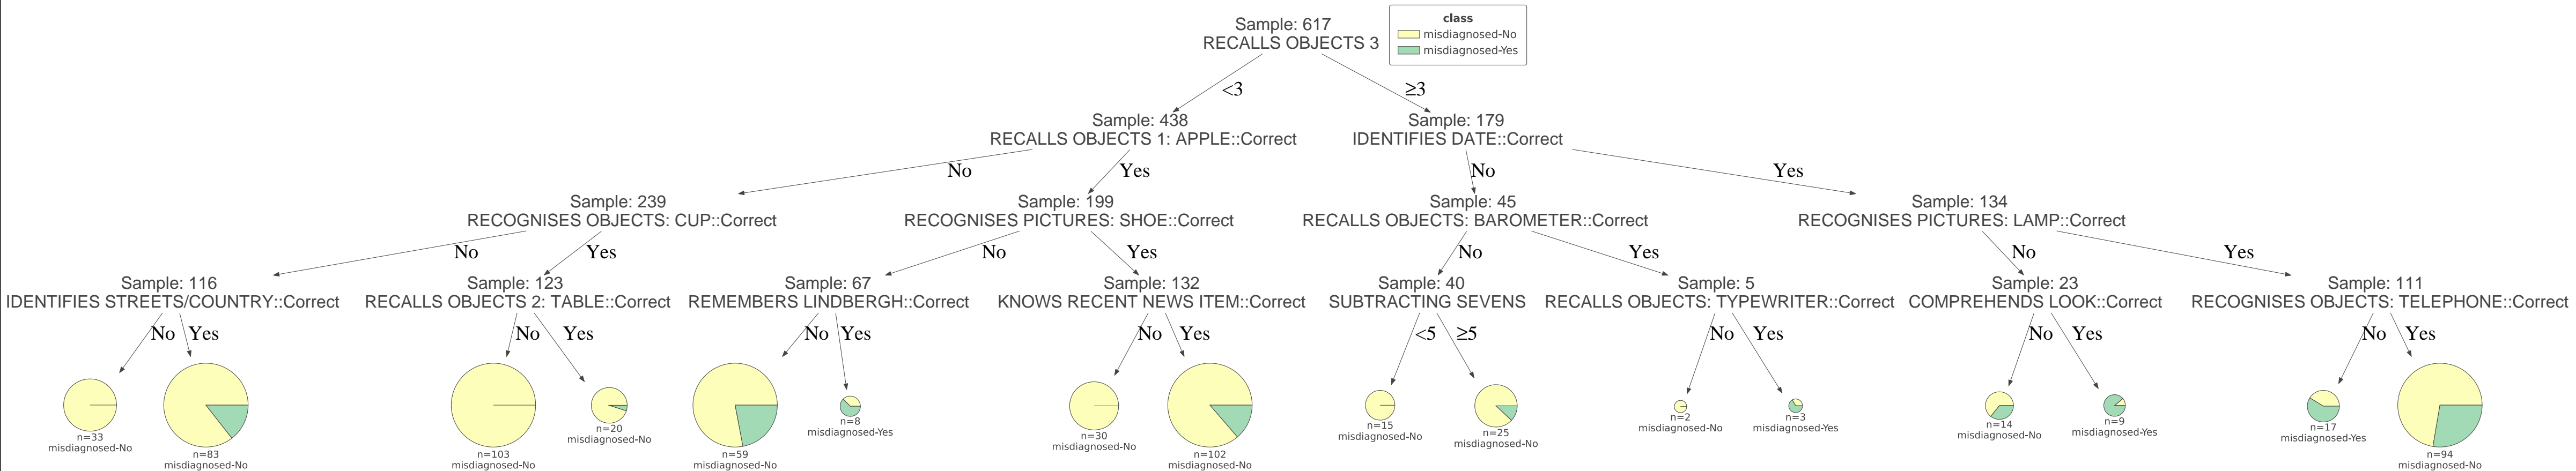 Sample: 617
RECALLS OBJECTS 3
class
misdiagnosed-No
misdiagnosed-Yes
<3
≥3
Sample: 438
RECALLS OBJECTS 1: APPLE::Correct
Sample: 179
IDENTIFIES DATE::Correct
No
Yes
No
Yes
Sample: 239
RECOGNISES OBJECTS: CUP::Correct
Sample: 199
RECOGNISES PICTURES: SHOE::Correct
Sample: 45
RECALLS OBJECTS: BAROMETER::Correct
Sample: 134
RECOGNISES PICTURES: LAMP::Correct
No
Yes
No
Yes
No
Yes
No
Yes
Sample: 116
IDENTIFIES STREETS/COUNTRY::Correct
Sample: 123
RECALLS OBJECTS 2: TABLE::Correct
Sample: 67
REMEMBERS LINDBERGH::Correct
Sample: 132
KNOWS RECENT NEWS ITEM::Correct
Sample: 40
SUBTRACTING SEVENS
Sample: 5
RECALLS OBJECTS: TYPEWRITER::Correct
Sample: 23
COMPREHENDS LOOK::Correct
Sample: 111
RECOGNISES OBJECTS: TELEPHONE::Correct
No
Yes
No
Yes
No
Yes
No
Yes
<5
≥5
No
Yes
No
Yes
No
Yes
n=33
misdiagnosed-No
n=83
misdiagnosed-No
n=103
misdiagnosed-No
n=20
misdiagnosed-No
n=59
misdiagnosed-No
n=8
misdiagnosed-Yes
n=30
misdiagnosed-No
n=102
misdiagnosed-No
n=15
misdiagnosed-No
n=25
misdiagnosed-No
n=2
misdiagnosed-No
n=3
misdiagnosed-Yes
n=14
misdiagnosed-No
n=9
misdiagnosed-Yes
n=17
misdiagnosed-Yes
n=94
misdiagnosed-No